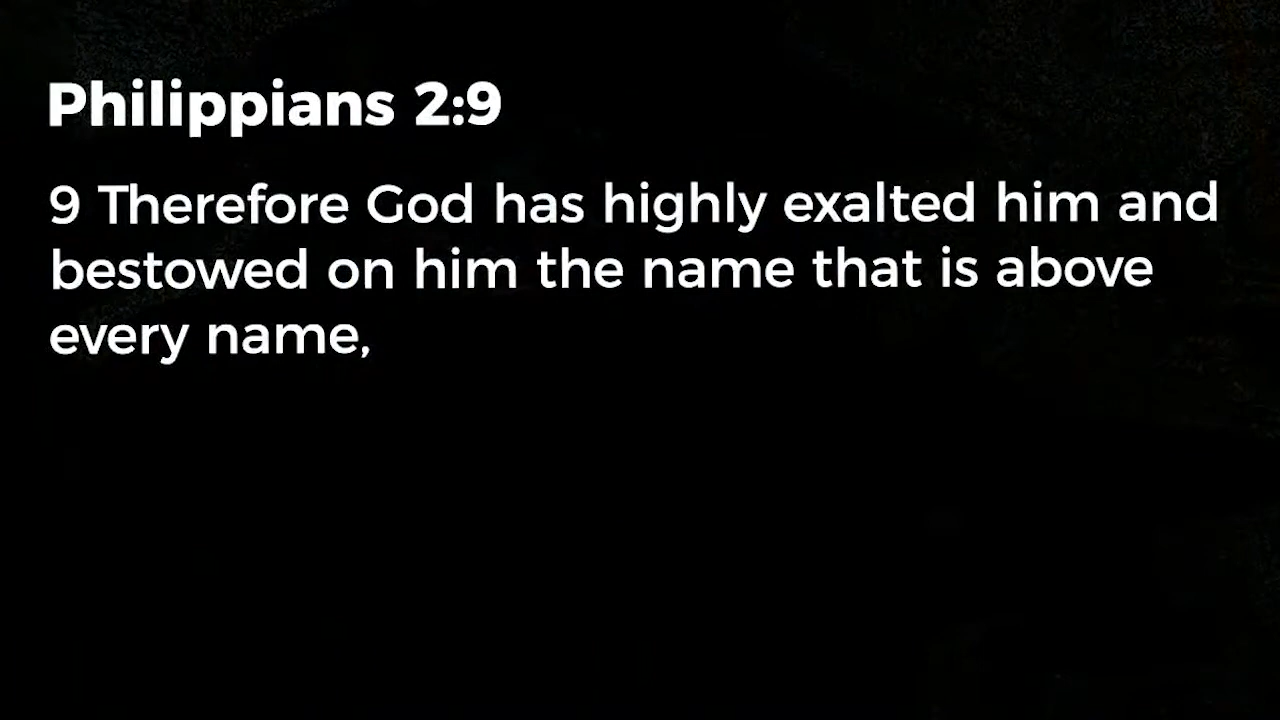 Philippians 2:9
9 Therefore God has highly exalted him and
bestowed on him the name that is above
every name,